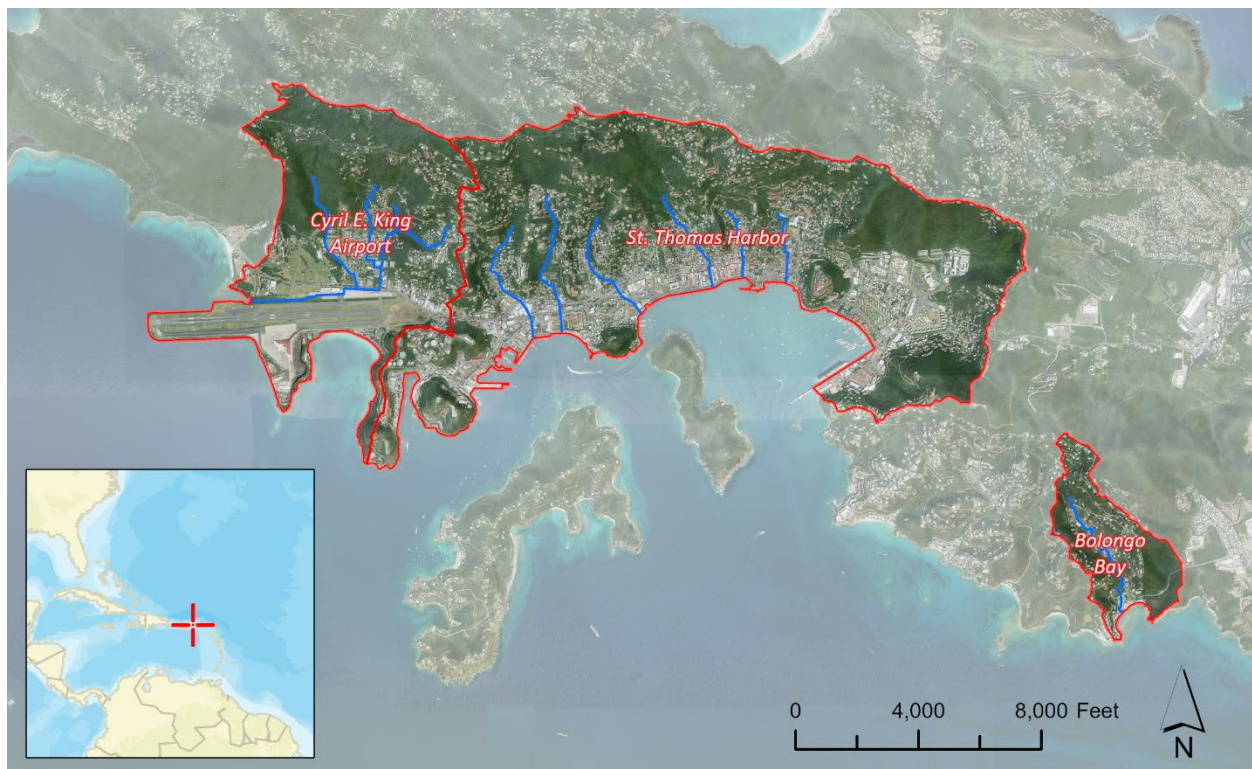 Cyril E. King
Airport
St. Thomas Harbor
Bolongo
Bay
0 4,000 8,000 Feet
N